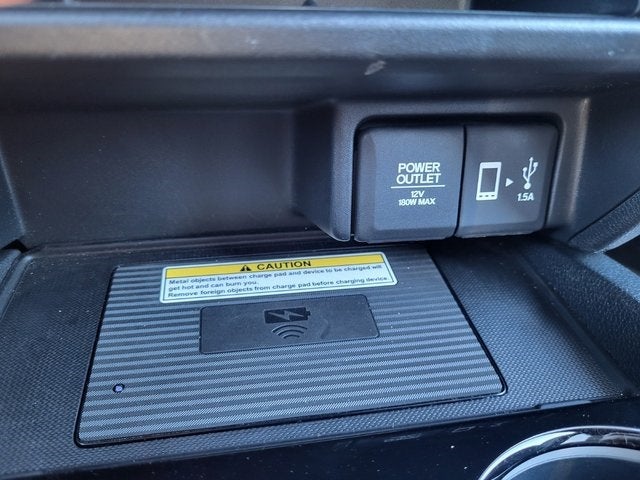 POWER
OUTLET
12V
180W MAX
1.5A
CAUTION
Metal objects between charge pad and device to be charged will
get hot and can burn you.
Remove foreign objects from charge pad before charging device